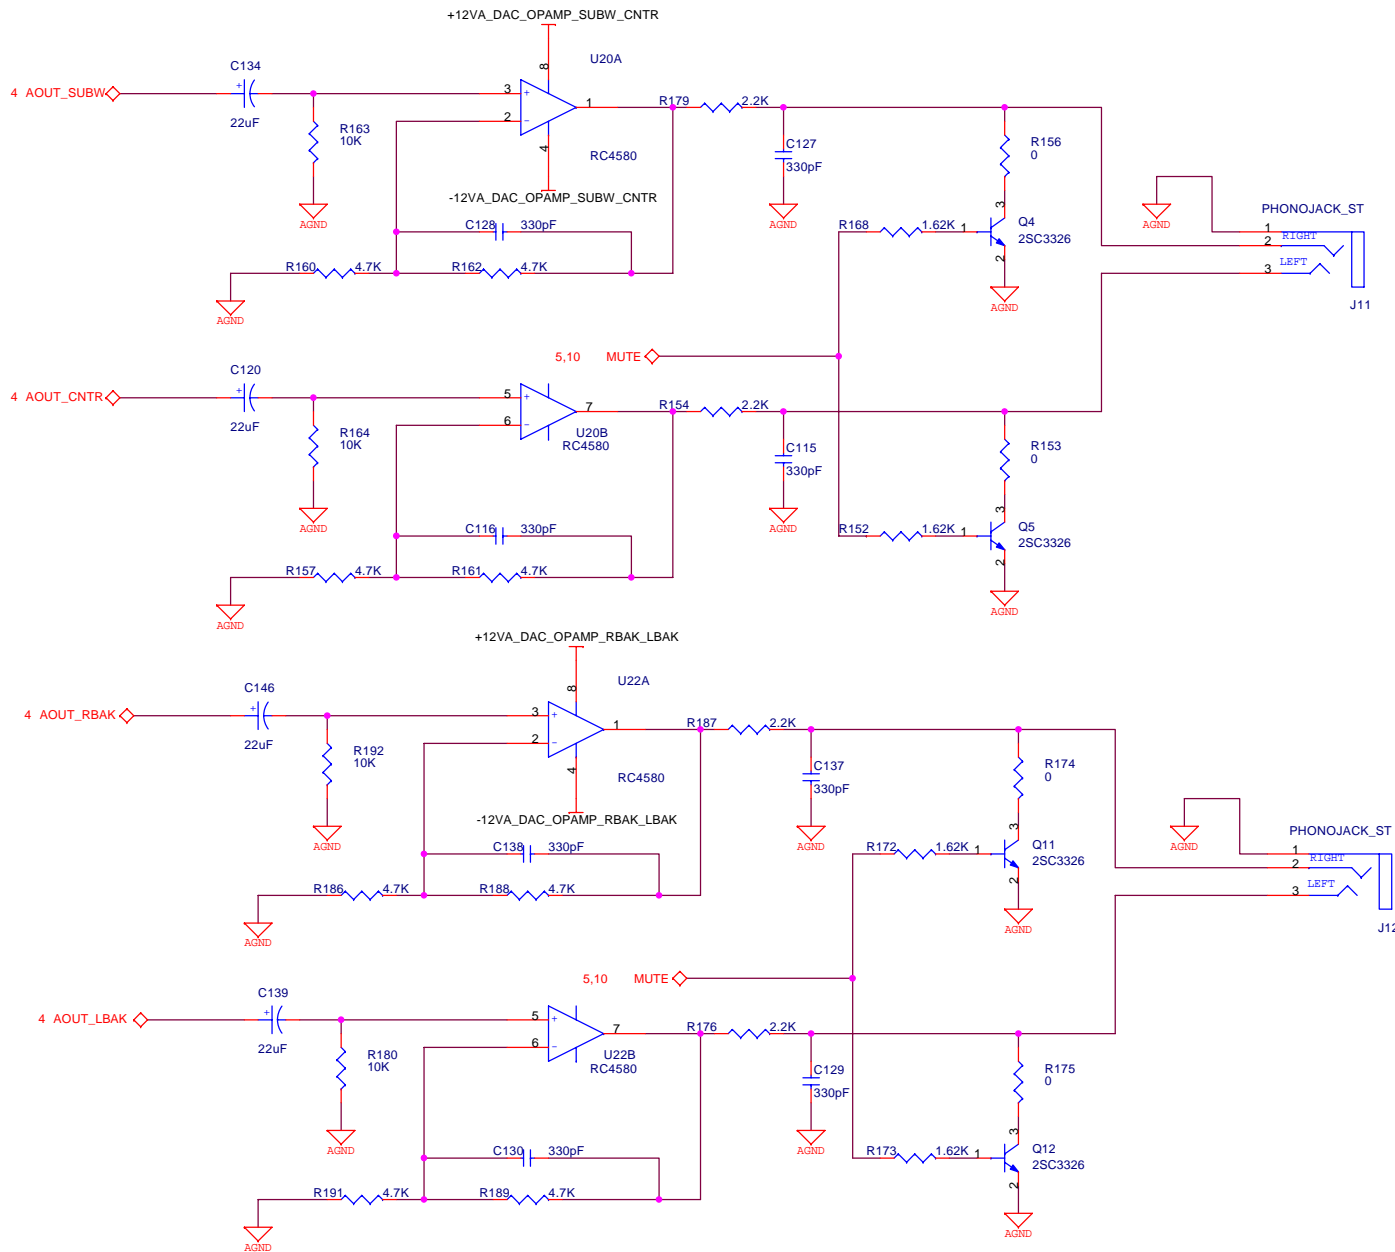 +12VA_DAC_OPAMP_SUBW_CNTR
U20A
C134
8
4 AOUT_SUBW
+
22uF
3
+
1
2
-
R179
2.2K
R163
10K
4
RC4580
C127
330pF
R156
0
AGND
-12VA_DAC_OPAMP_SUBW_CNTR
AGND
AGND
PHONOJACK_ST
3
C128
330pF
R168
1.62K
1
Q4
2SC3326
1
2
RIGHT
2
R160
4.7K
R162
4.7K
3
LEFT
AGND
AGND
J11
5,10
MUTE
C120
4 AOUT_CNTR
+
22uF
5
+
7
6
-
R154
2.2K
R164
10K
U20B
RC4580
C115
330pF
R153
0
AGND
AGND
3
C116
330pF
R152
1.62K
1
Q5
2SC3326
2
R157
4.7K
R161
4.7K
AGND
AGND
+12VA_DAC_OPAMP_RBAK_LBAK
U22A
C146
8
4 AOUT_RBAK
+
22uF
3
+
1
2
-
R187
2.2K
R192
10K
4
RC4580
C137
330pF
R174
0
AGND
-12VA_DAC_OPAMP_RBAK_LBAK
AGND
AGND
PHONOJACK_ST
3
C138
330pF
R172
1.62K
1
Q11
2SC3326
1
2
RIGHT
2
R186
4.7K
R188
4.7K
3
LEFT
AGND
AGND
J12
5,10
MUTE
C139
4 AOUT_LBAK
+
22uF
5
+
7
6
-
R176
2.2K
R180
10K
U22B
RC4580
C129
330pF
R175
0
AGND
AGND
3
C130
330pF
R173
1.62K
1
Q12
2SC3326
2
R191
4.7K
R189
4.7K
AGND
AGND